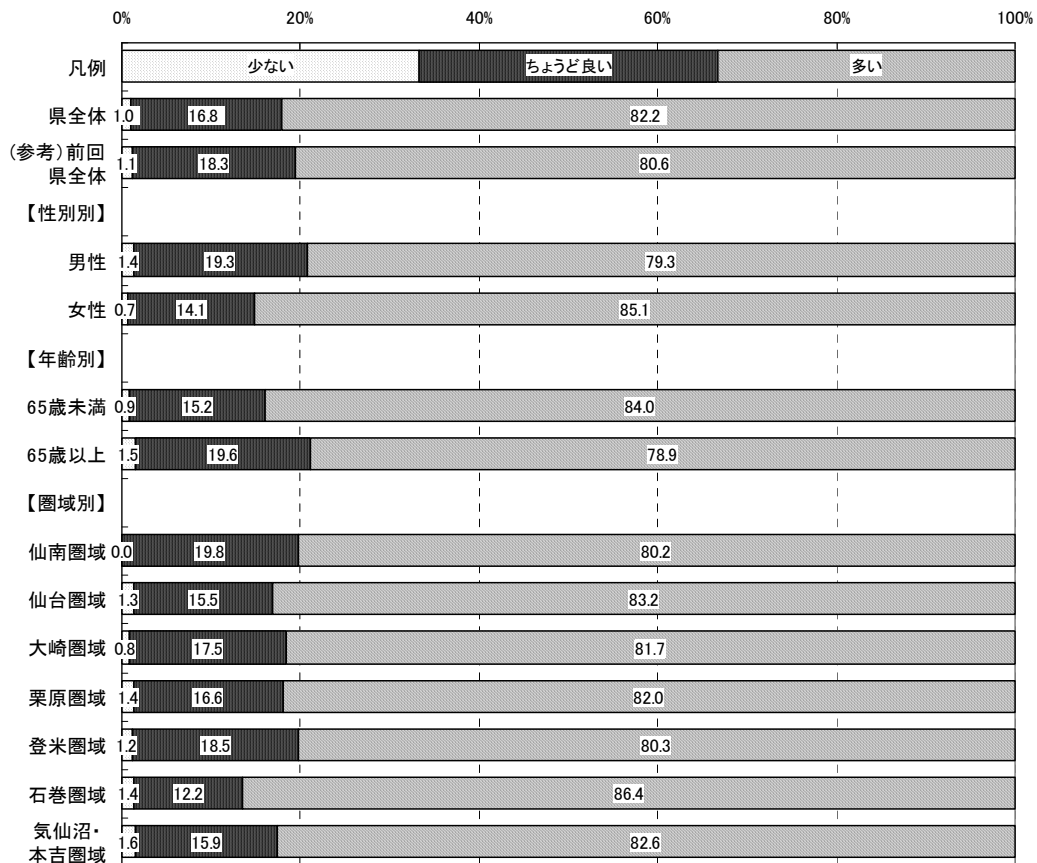 0% 20% 40% 60% 80% 100%
凡例 少ない ちょうど良い 多い
県全体 1.0 16.8 82.2
(参考)前回
県全体 1.1 18.3 80.6
【性別別】
男性 1.4 19.3 79.3
女性 0.7 14.1 85.1
【年齢別】
65歳未満 0.9 15.2 84.0
65歳以上 1.5 19.6 78.9
【圏域別】
仙南圏域 0.0 19.8 80.2
仙台圏域 1.3 15.5 83.2
大崎圏域 0.8 17.5 81.7
栗原圏域 1.4 16.6 82.0
登米圏域 1.2 18.5 80.3
石巻圏域 1.4 12.2 86.4
気仙沼・
本吉圏域 1.6 15.9 82.6